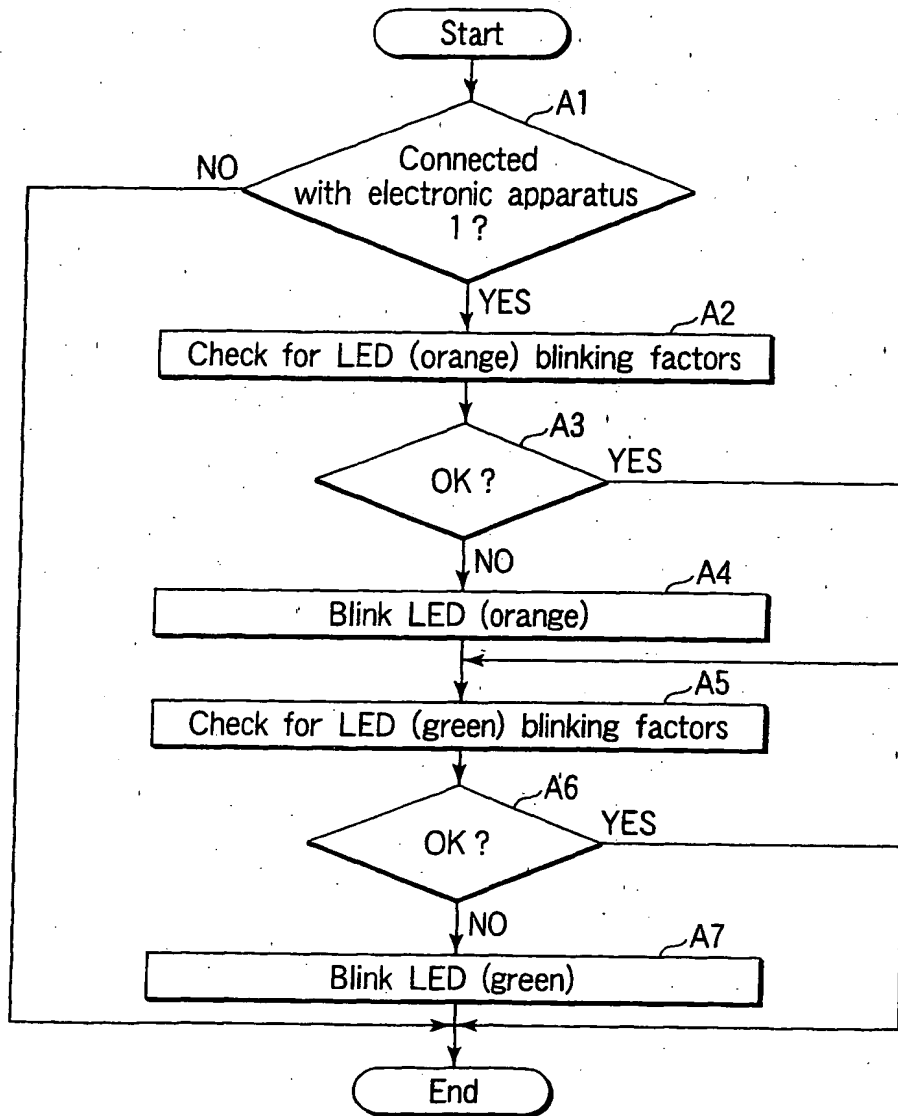 Start
A1
NO
Connected
with electronic apparatus
1 ?
YES
A2
Check for LED (orange) blinking factors
A3
OK ?
YES
NO
A4
Blink LED (orange)
A5
Check for LED (green) blinking factors
A6
OK ?
YES
NO
A7
Blink LED (green)
End